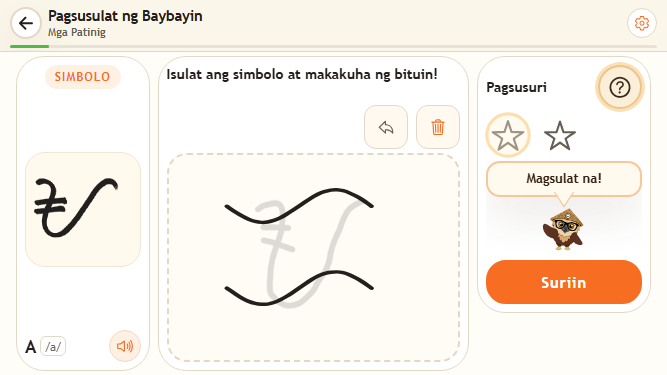 Pagsusulat ng Baybayin
Mga Patinig
SIMBOLO
ᜀ
A /a/
Isulat ang simbolo at makakuha ng bituin!
Pagsusuri
Magsulat na!
Suriin